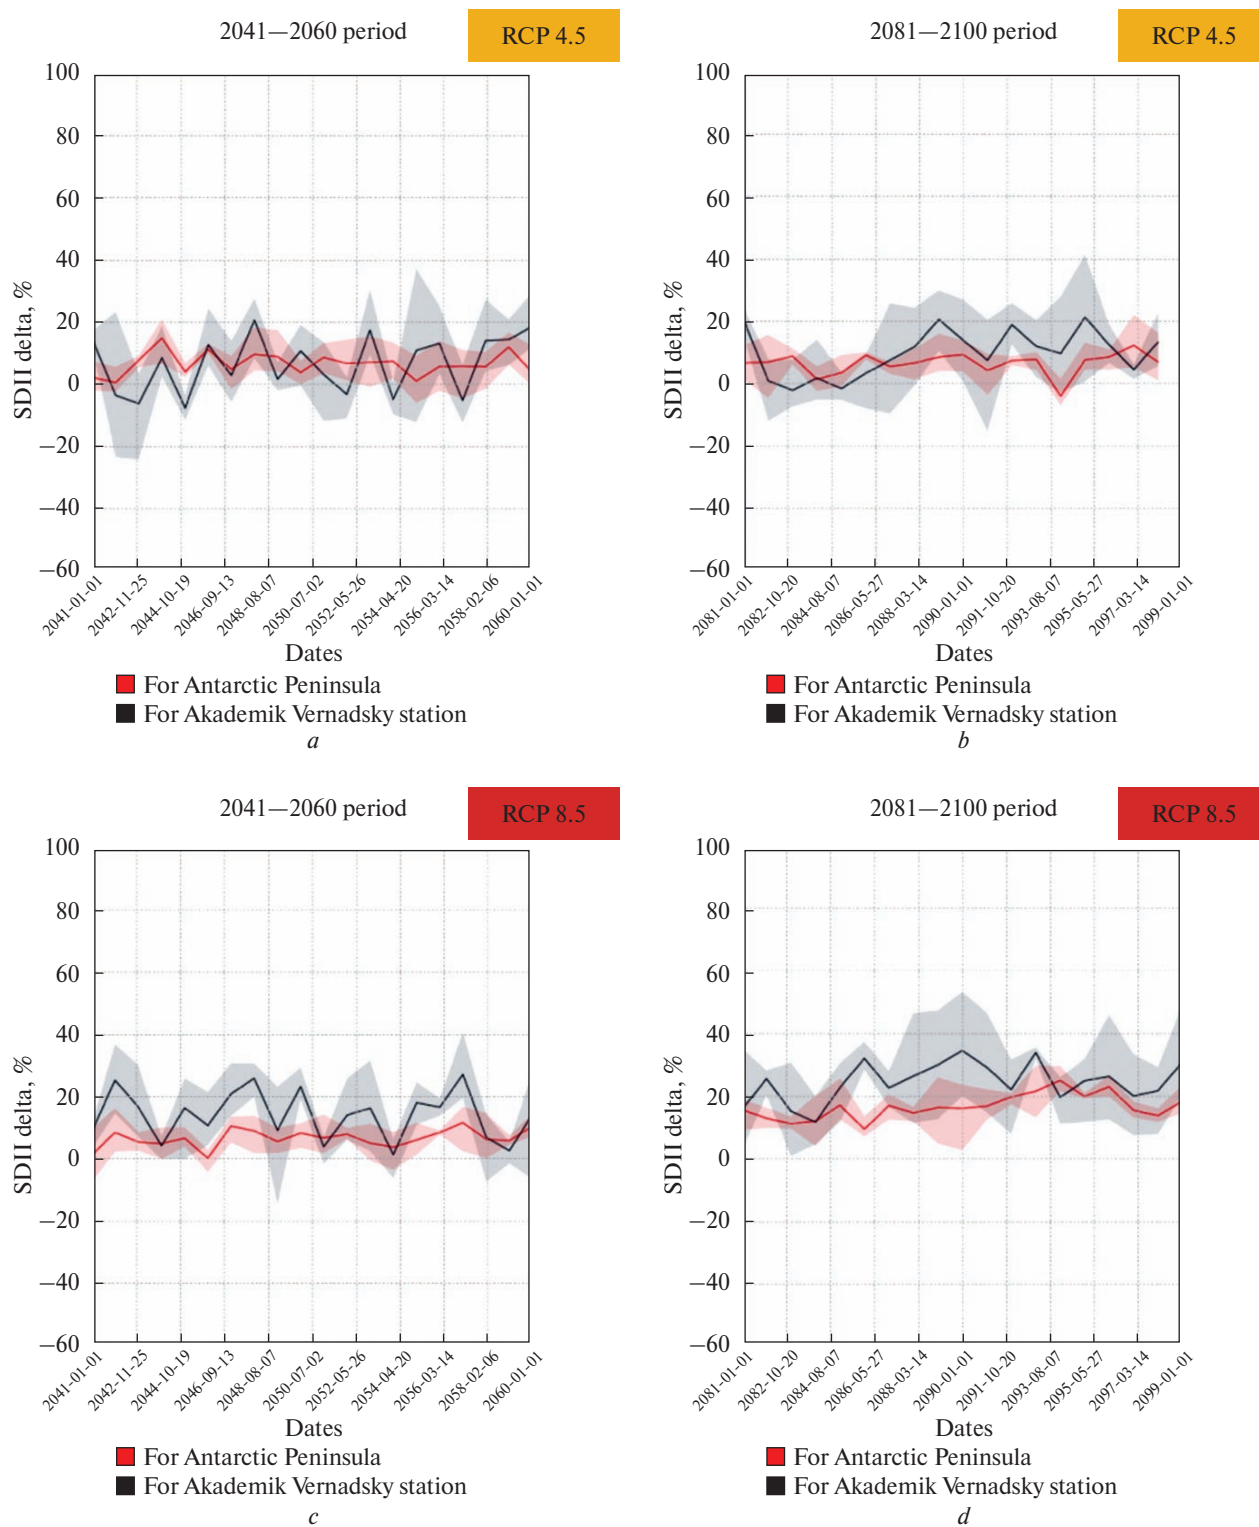 2041—2060 period
RCP 4.5
100
80
60
40
20
0
—20
—40
—60
SDII delta, %
2041-01-01
2042-11-25
2044-10-19
2046-09-13
2048-08-07
2050-07-02
2052-05-26
2054-04-20
2056-03-14
2058-02-06
2060-01-01
Dates
For Antarctic Peninsula
For Akademik Vernadsky station
a
2081—2100 period
RCP 4.5
100
80
60
40
20
0
—20
—40
—60
SDII delta, %
2081-01-01
2082-10-20
2084-08-07
2086-05-27
2088-03-14
2090-01-01
2091-10-20
2093-08-07
2095-05-27
2097-03-14
2099-01-01
Dates
For Antarctic Peninsula
For Akademik Vernadsky station
b
2041—2060 period
RCP 8.5
100
80
60
40
20
0
—20
—40
—60
SDII delta, %
2041-01-01
2042-11-25
2044-10-19
2046-09-13
2048-08-07
2050-07-02
2052-05-26
2054-04-20
2056-03-14
2058-02-06
2060-01-01
Dates
For Antarctic Peninsula
For Akademik Vernadsky station
c
2081—2100 period
RCP 8.5
100
80
60
40
20
0
—20
—40
—60
SDII delta, %
2081-01-01
2082-10-20
2084-08-07
2086-05-27
2088-03-14
2090-01-01
2091-10-20
2093-08-07
2095-05-27
2097-03-14
2099-01-01
Dates
For Antarctic Peninsula
For Akademik Vernadsky station
d